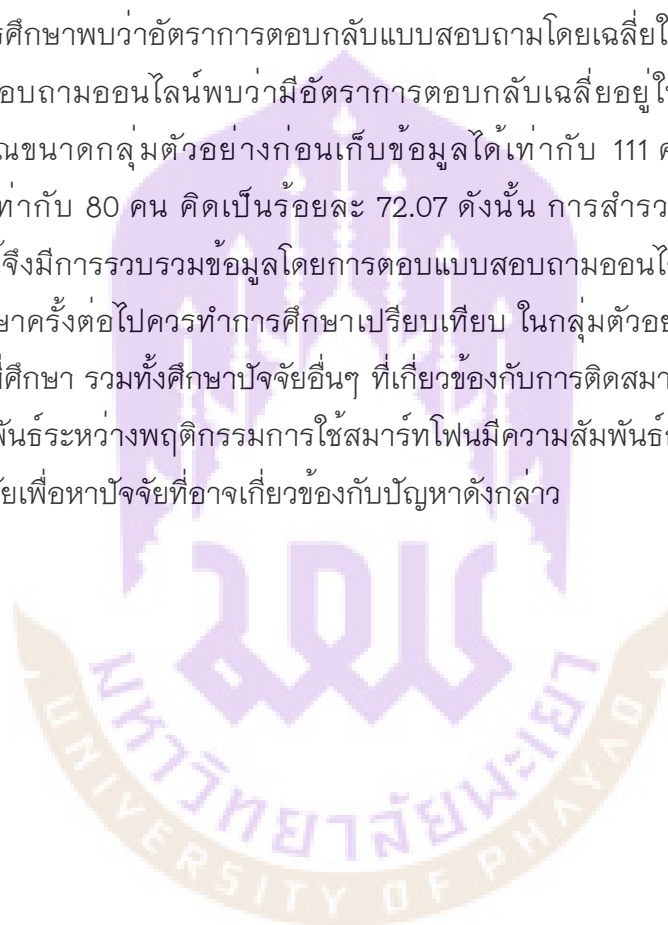 รศึกษาพบว่าอัตราการตอบกลับแบบสอบถามโดยเฉลี่ยใ
อบถามออนไลน์พบว่ามีอัตราการตอบกลับเฉลี่ยอยู่ใ
ณขนาดกลุ่มตัวอย่างก่อนเก็บข้อมูลได้เท่ากับ 111 ค
ท่ากับ 80 คน คิดเป็นร้อยละ 72.07 ดังนั้น การสำรว
จึงมีการรวบรวมข้อมูลโดยการตอบแบบสอบถามออนไ
ษาครั้งต่อไปควรทำการศึกษาเปรียบเทียบ ในกลุ่มตัวอย
ี่ศึกษา รวมทั้งศึกษาปัจจัยอื่นๆ ที่เกี่ยวข้องกับการติดสมา
พันธ์ระหว่างพฤติกรรมการใช้สมาร์ทโฟนมีความสัมพันธ์ก
ัยเพื่อหาปัจจัยที่อาจเกี่ยวข้องกับปัญหาดังกล่าว
มหาวิทยาลัยพะเยา
UNIVERSITY OF PHAYAO